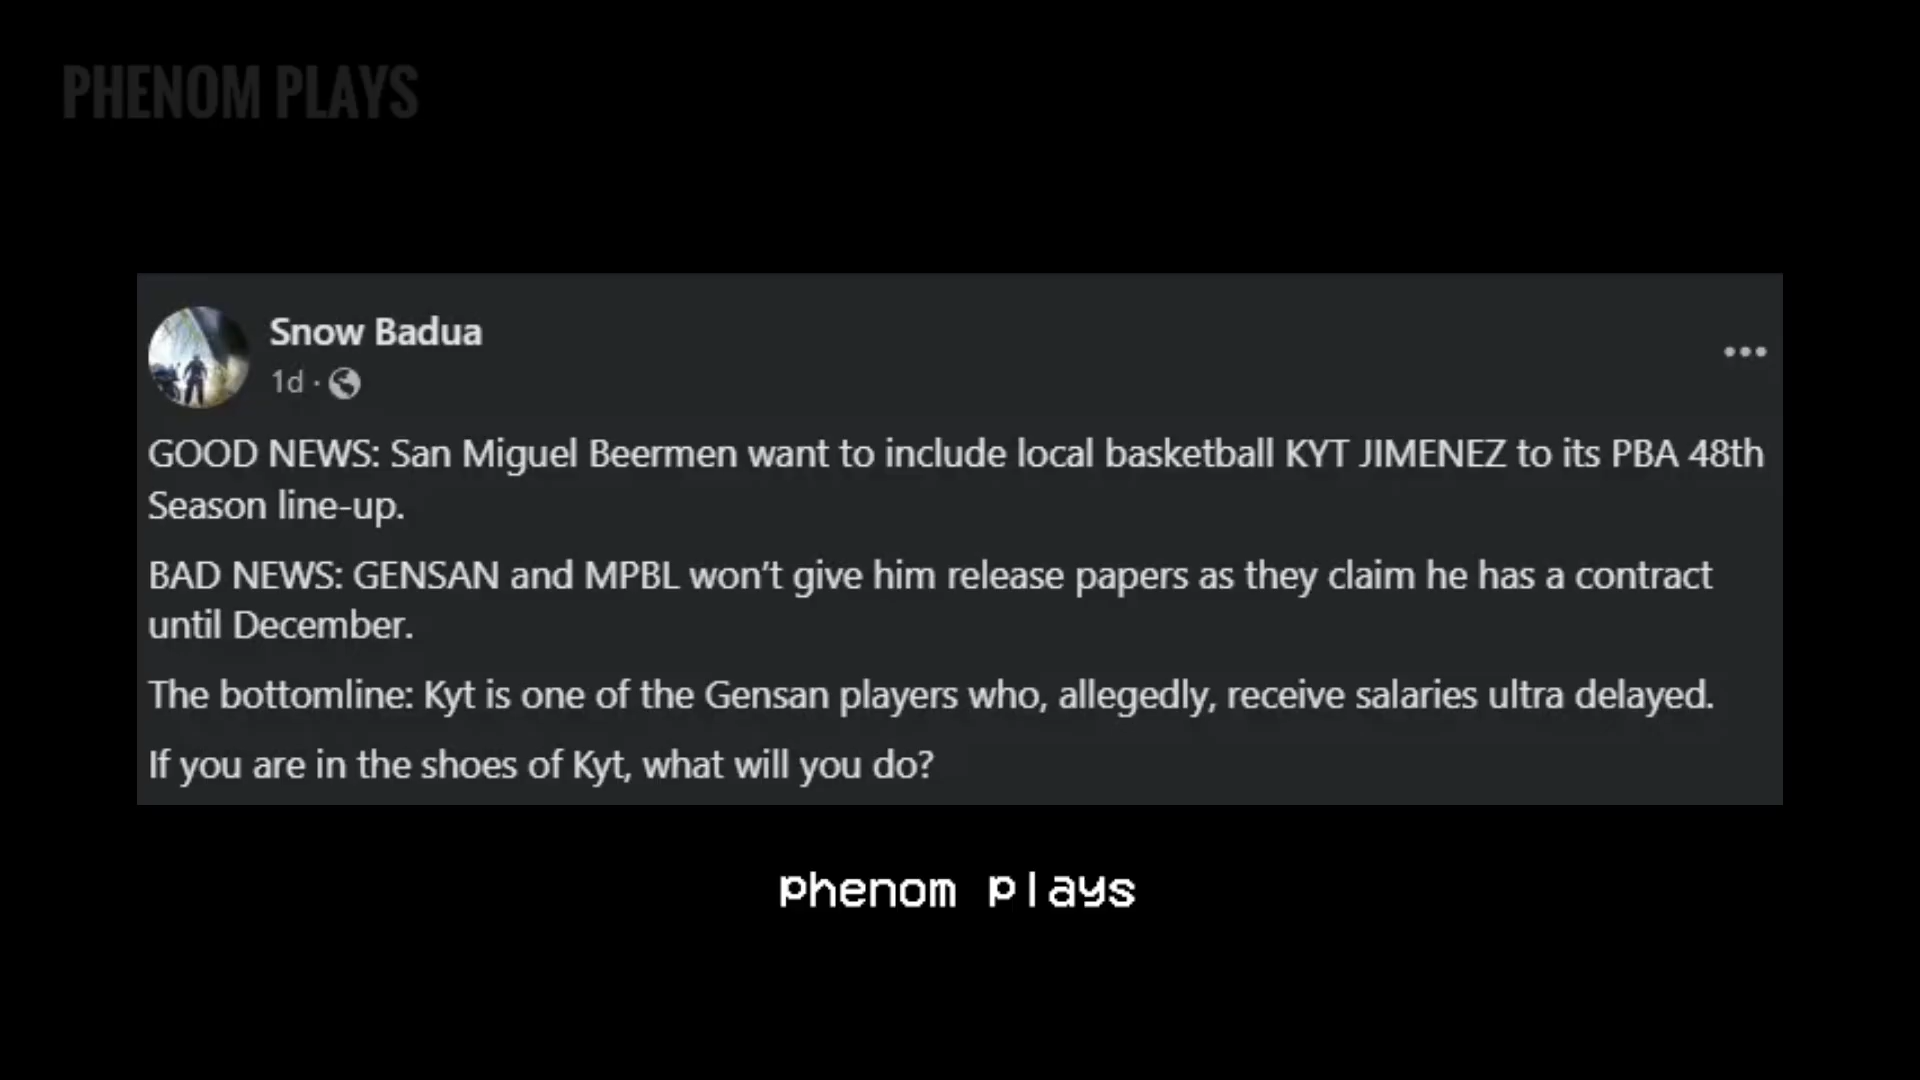 PHENOM PLAYS
Snow Badua
1d ·
GOOD NEWS: San Miguel Beermen want to include local basketball KYT JIMENEZ to its PBA 48th
Season line-up.
BAD NEWS: GENSAN and MPBL won't give him release papers as they claim he has a contract
until December.
The bottomline: Kyt is one of the Gensan players who, allegedly, receive salaries ultra delayed.
If you are in the shoes of Kyt, what will you do?
phenom plays